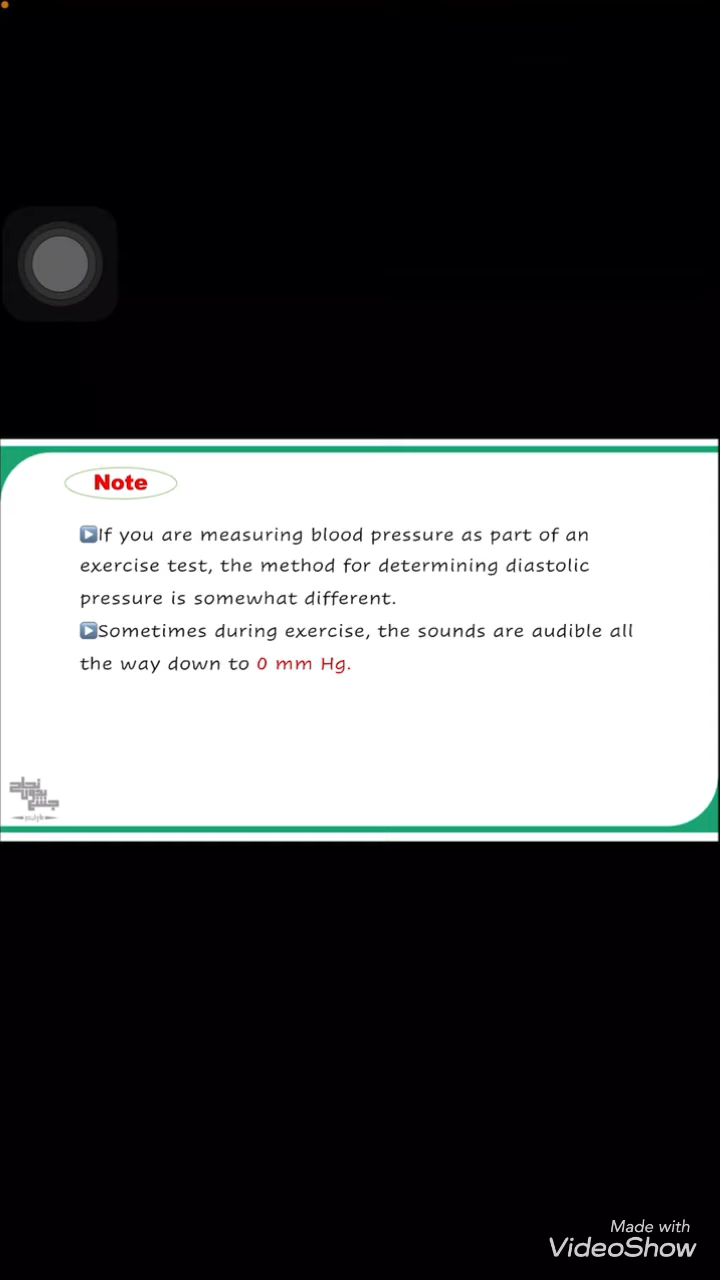 Note
▶If you are measuring blood pressure as part of an
exercise test, the method for determining diastolic
pressure is somewhat different.
▶Sometimes during exercise, the sounds are audible all
the way down to 0 mm Hg.
Made with
VideoShow